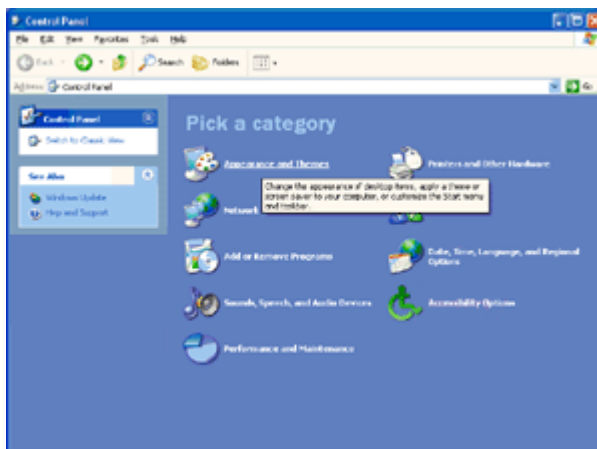 Control Panel
File Edit View Favorites Tools Help
Back Search Folders
Address Control Panel Go
Control Panel
Switch to Classic View
See Also
Windows Update
Help and Support
Pick a category
Appearance and Themes
Printers and Other Hardware
Change the appearance of desktop items, apply a theme or
screen saver to your computer, or customize the Start menu
and taskbar.
Network
Add or Remove Programs
Date, Time, Language, and Regional
Options
Sounds, Speech, and Audio Devices
Accessibility Options
Performance and Maintenance